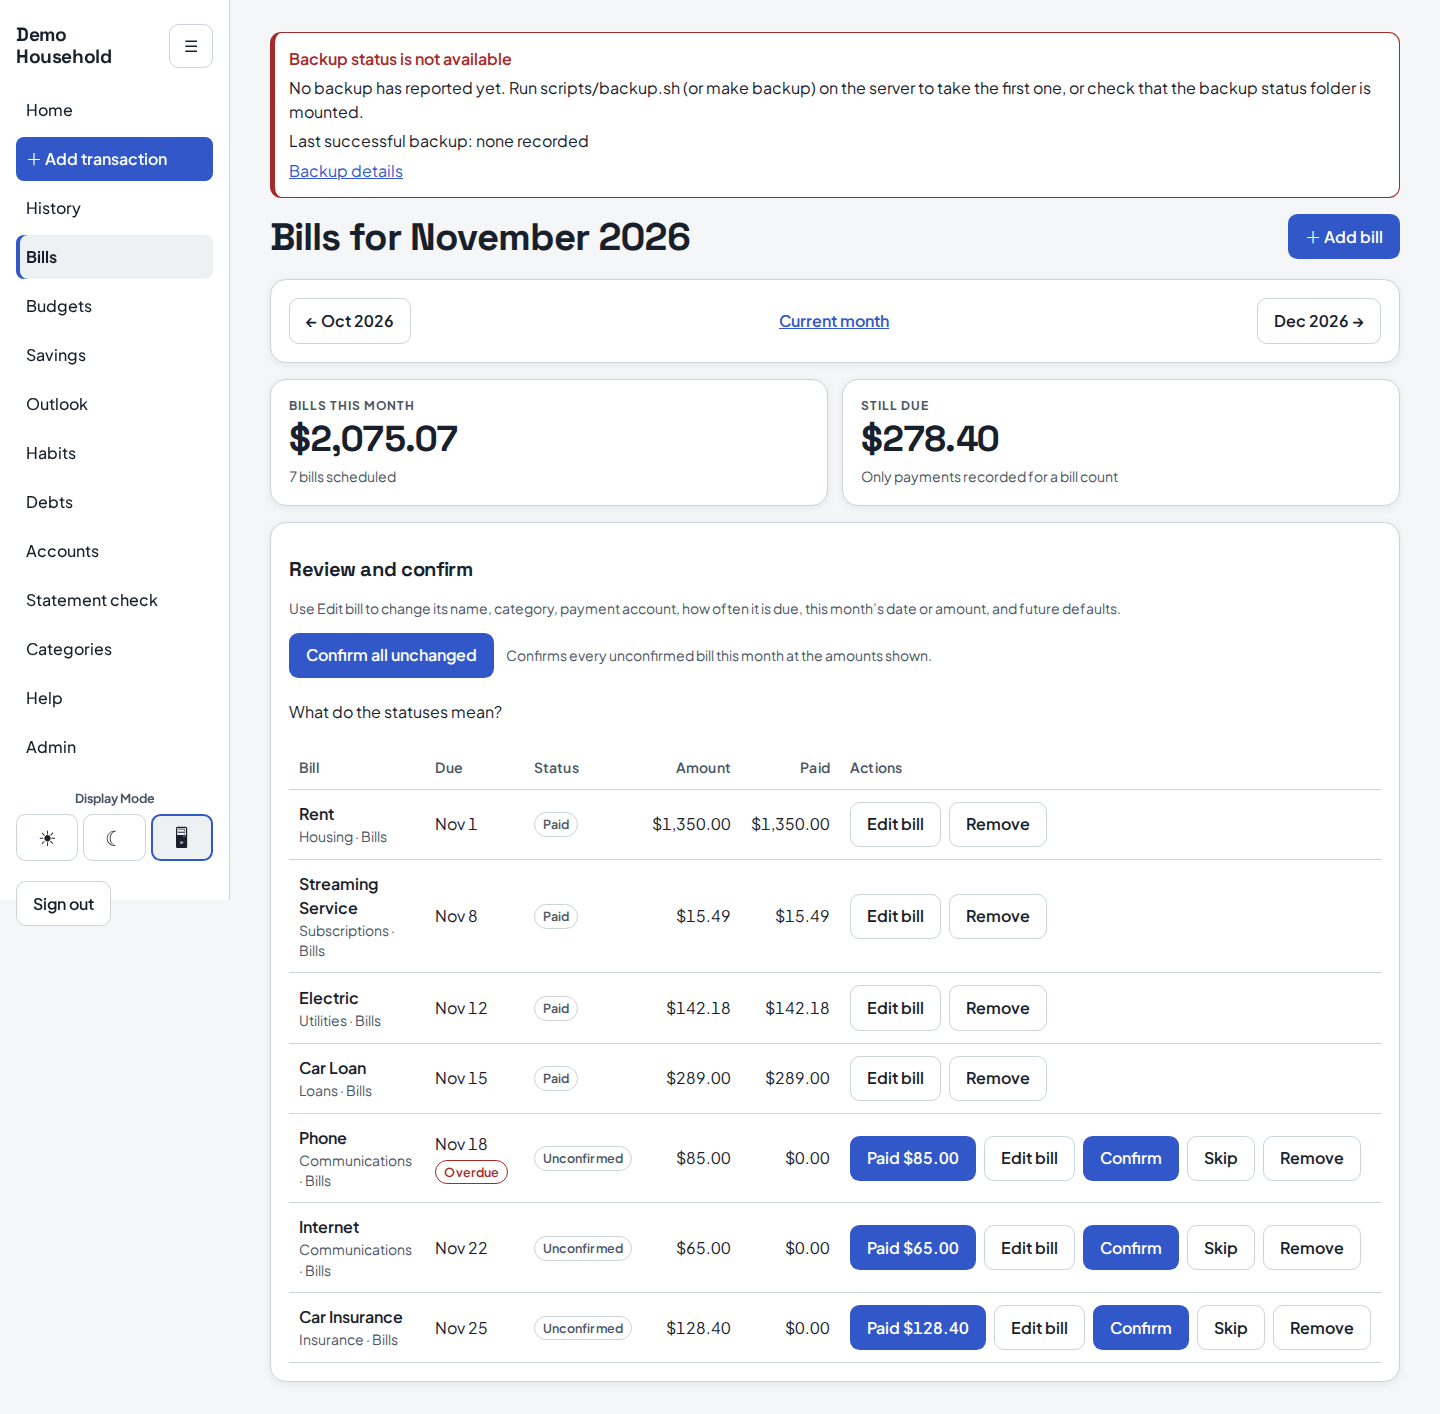 Demo
Household
☰
Home
+ Add transaction
History
Bills
Budgets
Savings
Outlook
Habits
Debts
Accounts
Statement check
Categories
Help
Admin
Display Mode
Sign out
Backup status is not available
No backup has reported yet. Run scripts/backup.sh (or make backup) on the server to take the first one, or check that the backup status folder is
mounted.
Last successful backup: none recorded
Backup details
Bills for November 2026
+ Add bill
← Oct 2026
Current month
Dec 2026 →
BILLS THIS MONTH
$2,075.07
7 bills scheduled
STILL DUE
$278.40
Only payments recorded for a bill count
Review and confirm
Use Edit bill to change its name, category, payment account, how often it is due, this month's date or amount, and future defaults.
Confirm all unchanged
Confirms every unconfirmed bill this month at the amounts shown.
What do the statuses mean?
Bill Due Status Amount Paid Actions
Rent
Housing · Bills
Nov 1 Paid $1,350.00 $1,350.00 Edit bill Remove
Streaming
Service
Subscriptions ·
Bills
Nov 8 Paid $15.49 $15.49 Edit bill Remove
Electric
Utilities · Bills
Nov 12 Paid $142.18 $142.18 Edit bill Remove
Car Loan
Loans · Bills
Nov 15 Paid $289.00 $289.00 Edit bill Remove
Phone
Communications
· Bills
Nov 18
Overdue
Unconfirmed $85.00 $0.00 Paid $85.00 Edit bill Confirm Skip Remove
Internet
Communications
· Bills
Nov 22 Unconfirmed $65.00 $0.00 Paid $65.00 Edit bill Confirm Skip Remove
Car Insurance
Insurance · Bills
Nov 25 Unconfirmed $128.40 $0.00 Paid $128.40 Edit bill Confirm Skip Remove